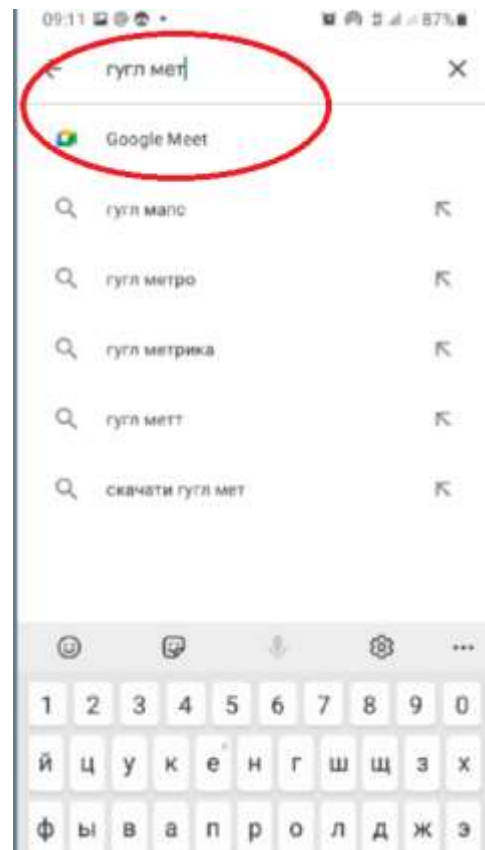 09:11 87%
гугл мет
Google Meet
гугл мапс
гугл метро
гугл метрика
гугл метт
скачати гугл мет
1 2 3 4 5 6 7 8 9 0
й ц у к е н г ш щ з х
ф ы в а п р о л д ж э